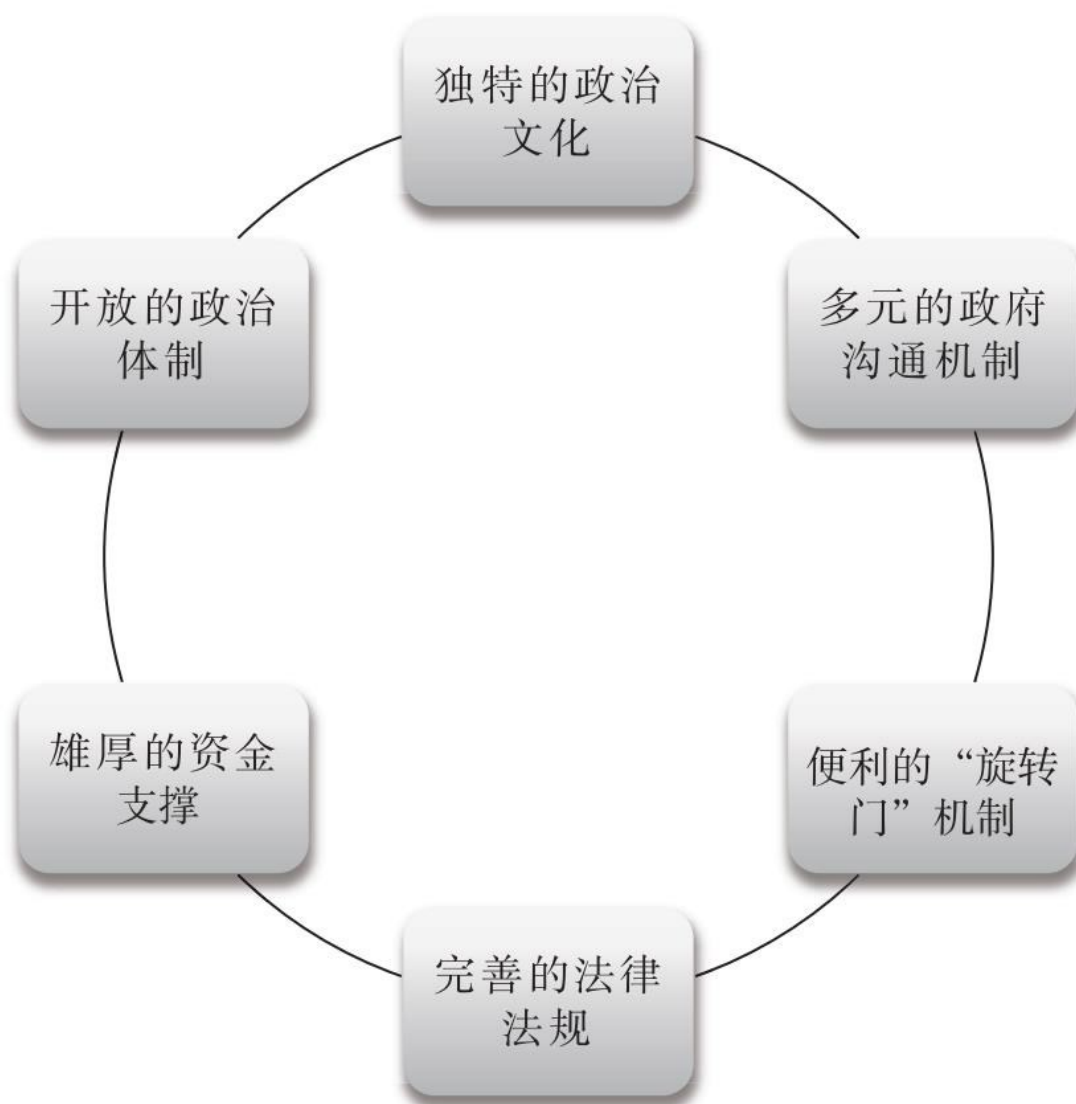 独特的政治
文化
多元的政府
沟通机制
便利的“旋转
门”机制
完善的法律
法规
雄厚的资金
支撑
开放的政治
体制